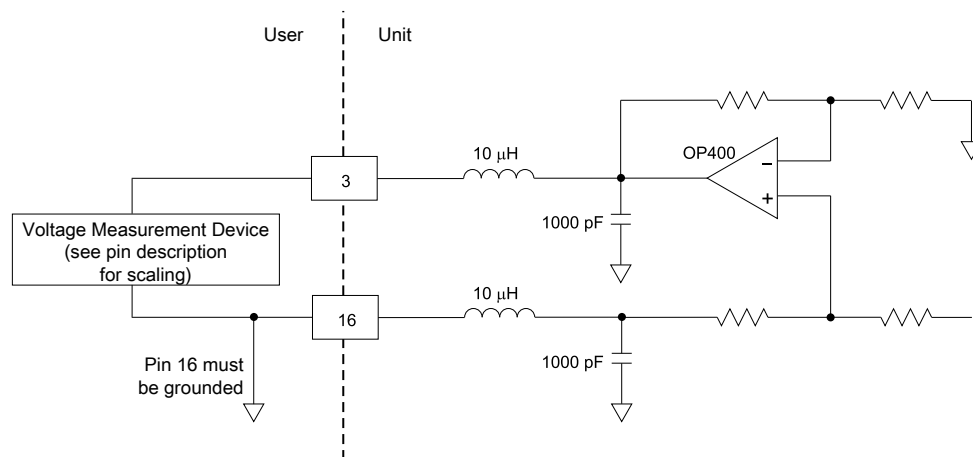 User
Unit
OP400
−
+
10 μH
3
1000 pF
Voltage Measurement Device
(see pin description
for scaling)
10 μH
16
1000 pF
Pin 16 must
be grounded